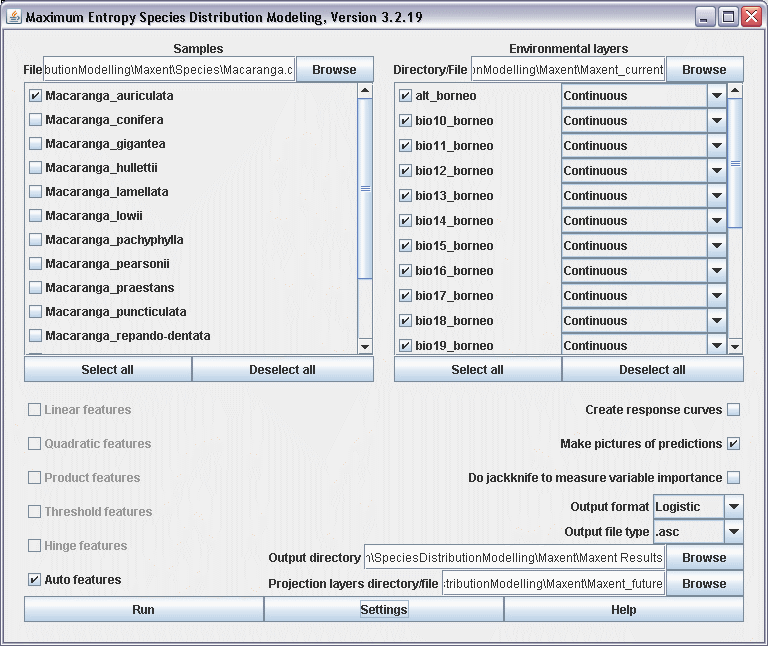 Maximum Entropy Species Distribution Modeling, Version 3.2.19
Samples
File butionModelling\Maxent\Species\Macaranga.c Browse
Macaranga_auriculata
Macaranga_conifera
Macaranga_gigantea
Macaranga_hullettii
Macaranga_lamellata
Macaranga_lowii
Macaranga_pachyphylla
Macaranga_pearsonii
Macaranga_praestans
Macaranga_puncticulata
Macaranga_repando-dentata
Select all Deselect all
Environmental layers
Directory/File onModelling\Maxent\Maxent_current Browse
alt_borneo Continuous
bio10_borneo Continuous
bio11_borneo Continuous
bio12_borneo Continuous
bio13_borneo Continuous
bio14_borneo Continuous
bio15_borneo Continuous
bio16_borneo Continuous
bio17_borneo Continuous
bio18_borneo Continuous
bio19_borneo Continuous
Select all Deselect all
Linear features
Quadratic features
Product features
Threshold features
Hinge features
Auto features
Create response curves
Make pictures of predictions
Do jackknife to measure variable importance
Output format Logistic
Output file type .asc
Output directory \SpeciesDistributionModelling\Maxent\Maxent Results Browse
Projection layers directory/file tributionModelling\Maxent\Maxent_future Browse
Run Settings Help